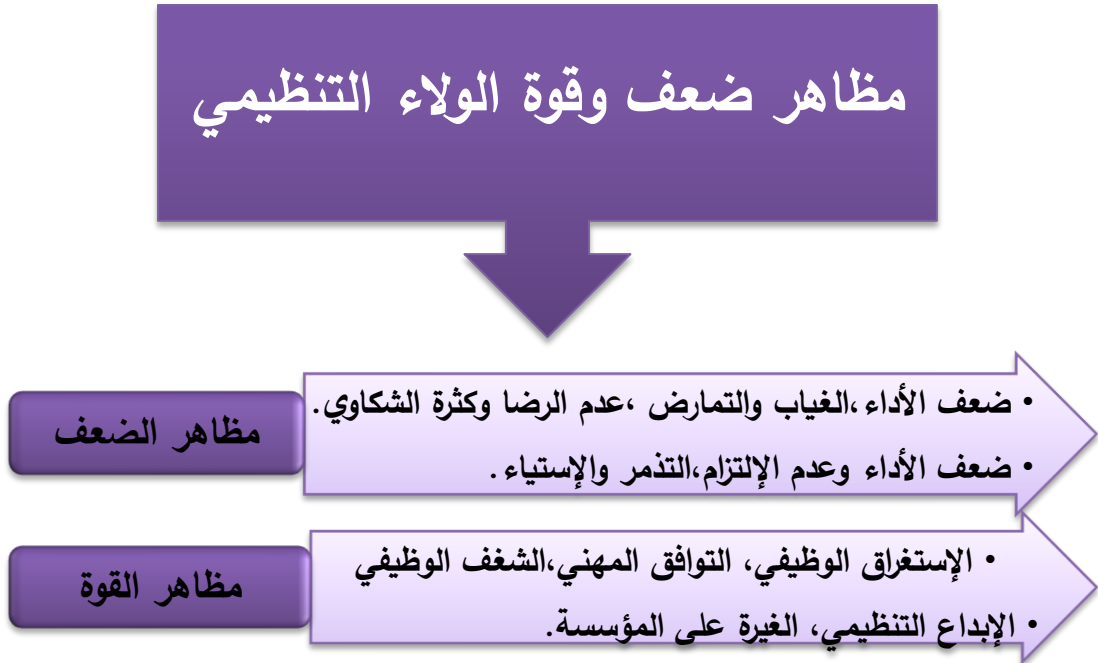 مظاهر ضعف وقوة الولاء التنظيمي
مظاهر الضعف
• ضعف الأداء ،الغياب والتمارض ،عدم الرضا وكثرة الشكاوي.
• ضعف الأداء وعدم الإلتزام،التذمر والإستياء.
مظاهر القوة
• الإستغراق الوظيفي، التوافق المهني،الشغف الوظيفي
• الإبداع التنظيمي، الغيرة على المؤسسة.